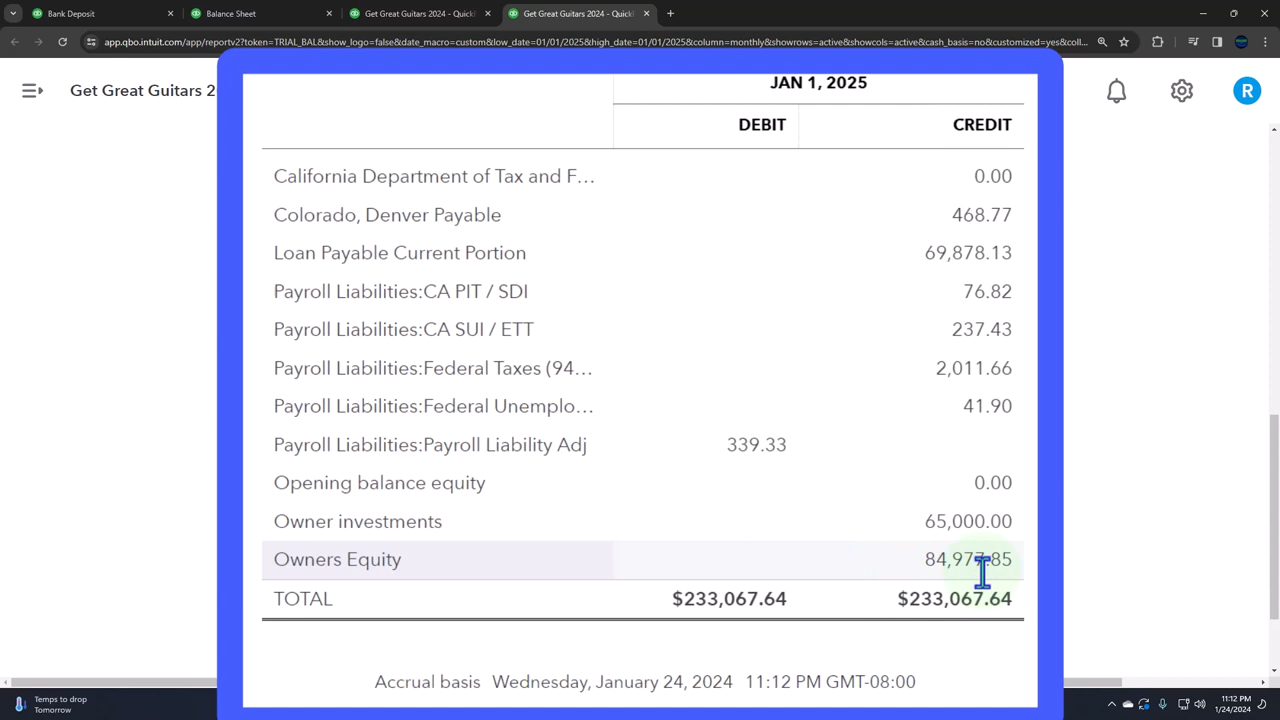 Bank Deposit
Balance Sheet
Get Great Guitars 2024 - Quick
Get Great Guitars 2024 - Quick
app.qbo.intuit.com/app/reportv2?token=TRIAL_BAL&show_logo=false&date_macro=custom&low_date=01/01/2025&high_date=01/01/2025&column=monthly&showrows=active&showcols=active&cash_basis=no&customized=yes&coll...
Get Great Guitars 2
R
JAN 1, 2025
DEBIT CREDIT
California Department of Tax and F... 0.00
Colorado, Denver Payable 468.77
Loan Payable Current Portion 69,878.13
Payroll Liabilities:CA PIT / SDI 76.82
Payroll Liabilities:CA SUI / ETT 237.43
Payroll Liabilities:Federal Taxes (94... 2,011.66
Payroll Liabilities:Federal Unemplo... 41.90
Payroll Liabilities:Payroll Liability Adj 339.33
Opening balance equity 0.00
Owner investments 65,000.00
Owners Equity 84,977.85
TOTAL $233,067.64 $233,067.64
Accrual basis Wednesday, January 24, 2024 11:12 PM GMT-08:00
Temps to drop
Tomorrow
11:12 PM
1/24/2024